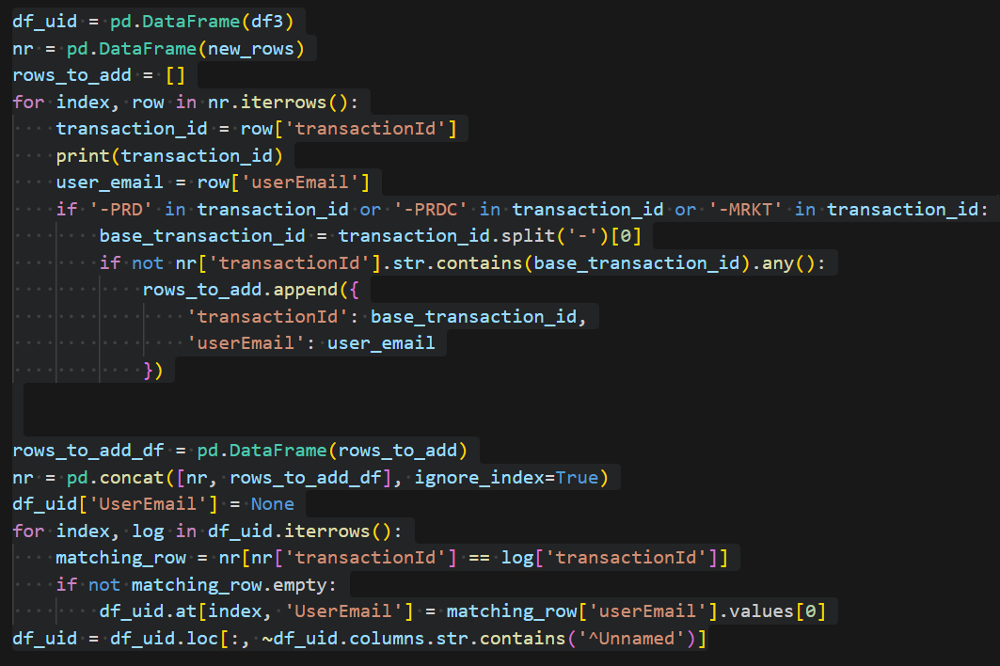 df_uid = pd.DataFrame(df3)
nr = pd.DataFrame(new_rows)
rows_to_add = []
for index, row in nr.iterrows():
    transaction_id = row['transactionId']
    print(transaction_id)
    user_email = row['userEmail']
    if '-PRD' in transaction_id or '-PRDC' in transaction_id or '-MRKT' in transaction_id:
        base_transaction_id = transaction_id.split('-')[0]
        if not nr['transactionId'].str.contains(base_transaction_id).any():
            rows_to_add.append({
                'transactionId': base_transaction_id,
                'userEmail': user_email
            })
rows_to_add_df = pd.DataFrame(rows_to_add)
nr = pd.concat([nr, rows_to_add_df], ignore_index=True)
df_uid['UserEmail'] = None
for index, log in df_uid.iterrows():
    matching_row = nr[nr['transactionId'] == log['transactionId']]
    if not matching_row.empty:
        df_uid.at[index, 'UserEmail'] = matching_row['userEmail'].values[0]
df_uid = df_uid.loc[:, ~df_uid.columns.str.contains('^Unnamed')]